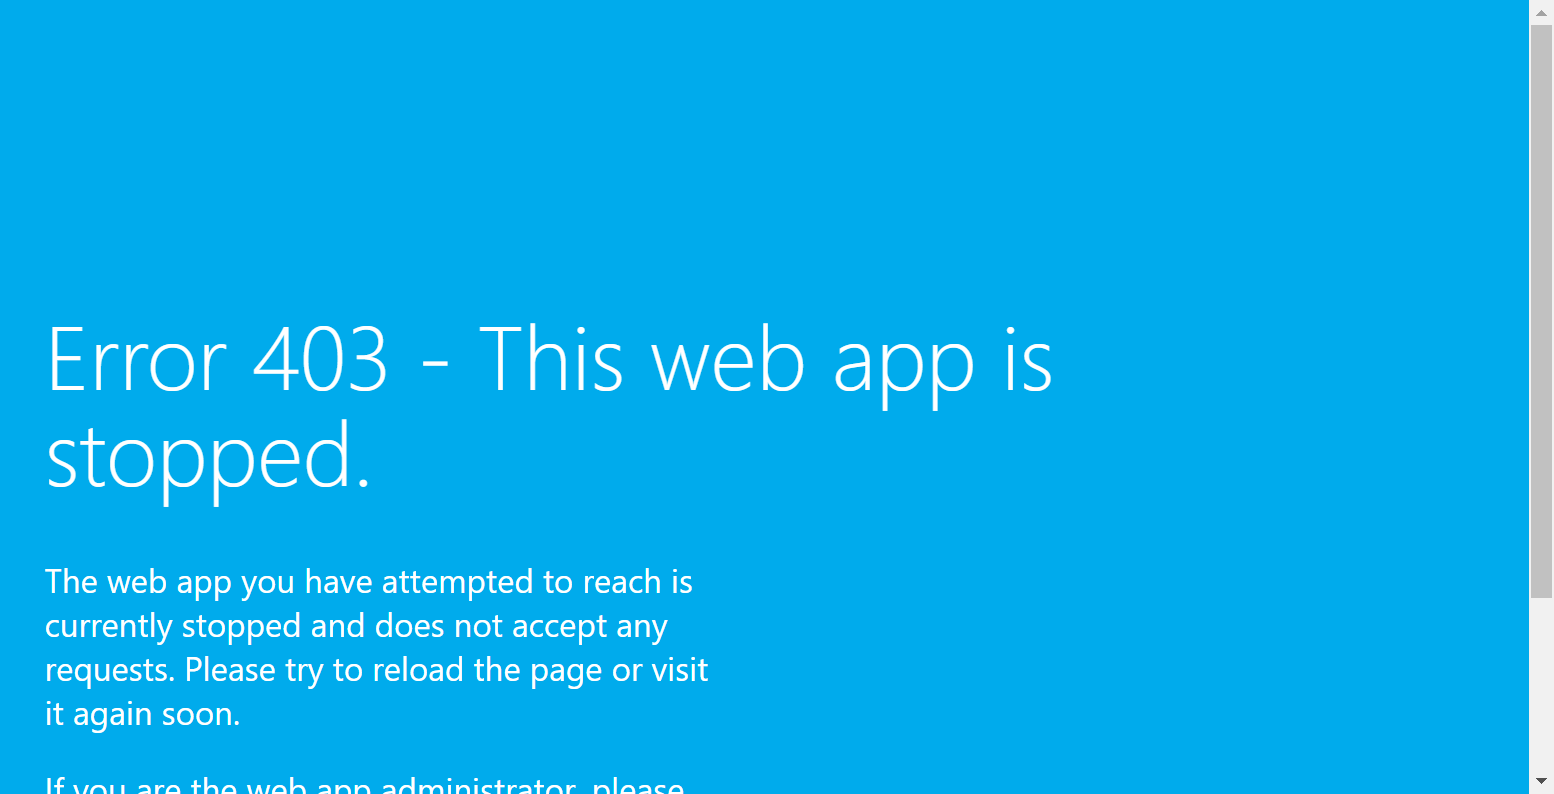 Error 403 - This web app is
stopped.
The web app you have attempted to reach is
currently stopped and does not accept any
requests. Please try to reload the page or visit
it again soon.
If you are the web app administrator, please